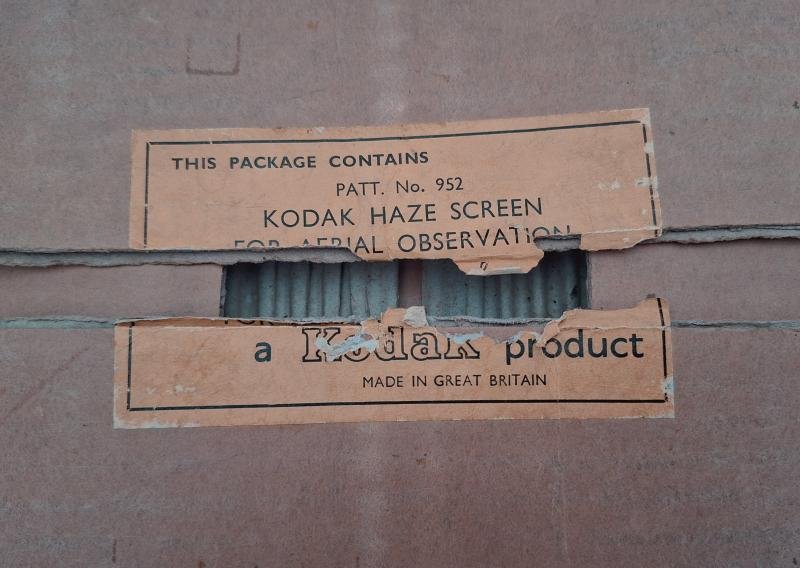 THIS PACKAGE CONTAINS
PATT. No. 952
KODAK HAZE SCREEN
FOR AERIAL OBSERVATION
a Kodak product
MADE IN GREAT BRITAIN